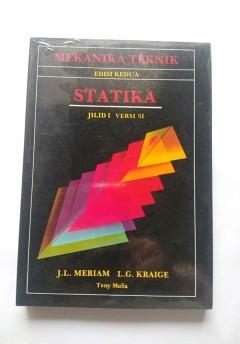 MEKANIKA TEKNIK
EDISI KEDUA
STATIKA
JILID I VERSI SI
J.L. MERIAM L.G. KRAIGE
Tony Mulia